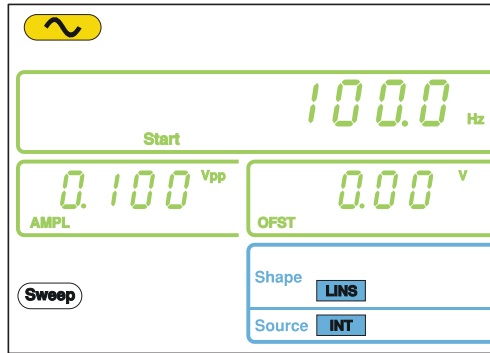 100.0 Hz
Start
0.100 Vpp
AMPL
0.00 V
OFST
Sweep
Shape LINS
Source INT